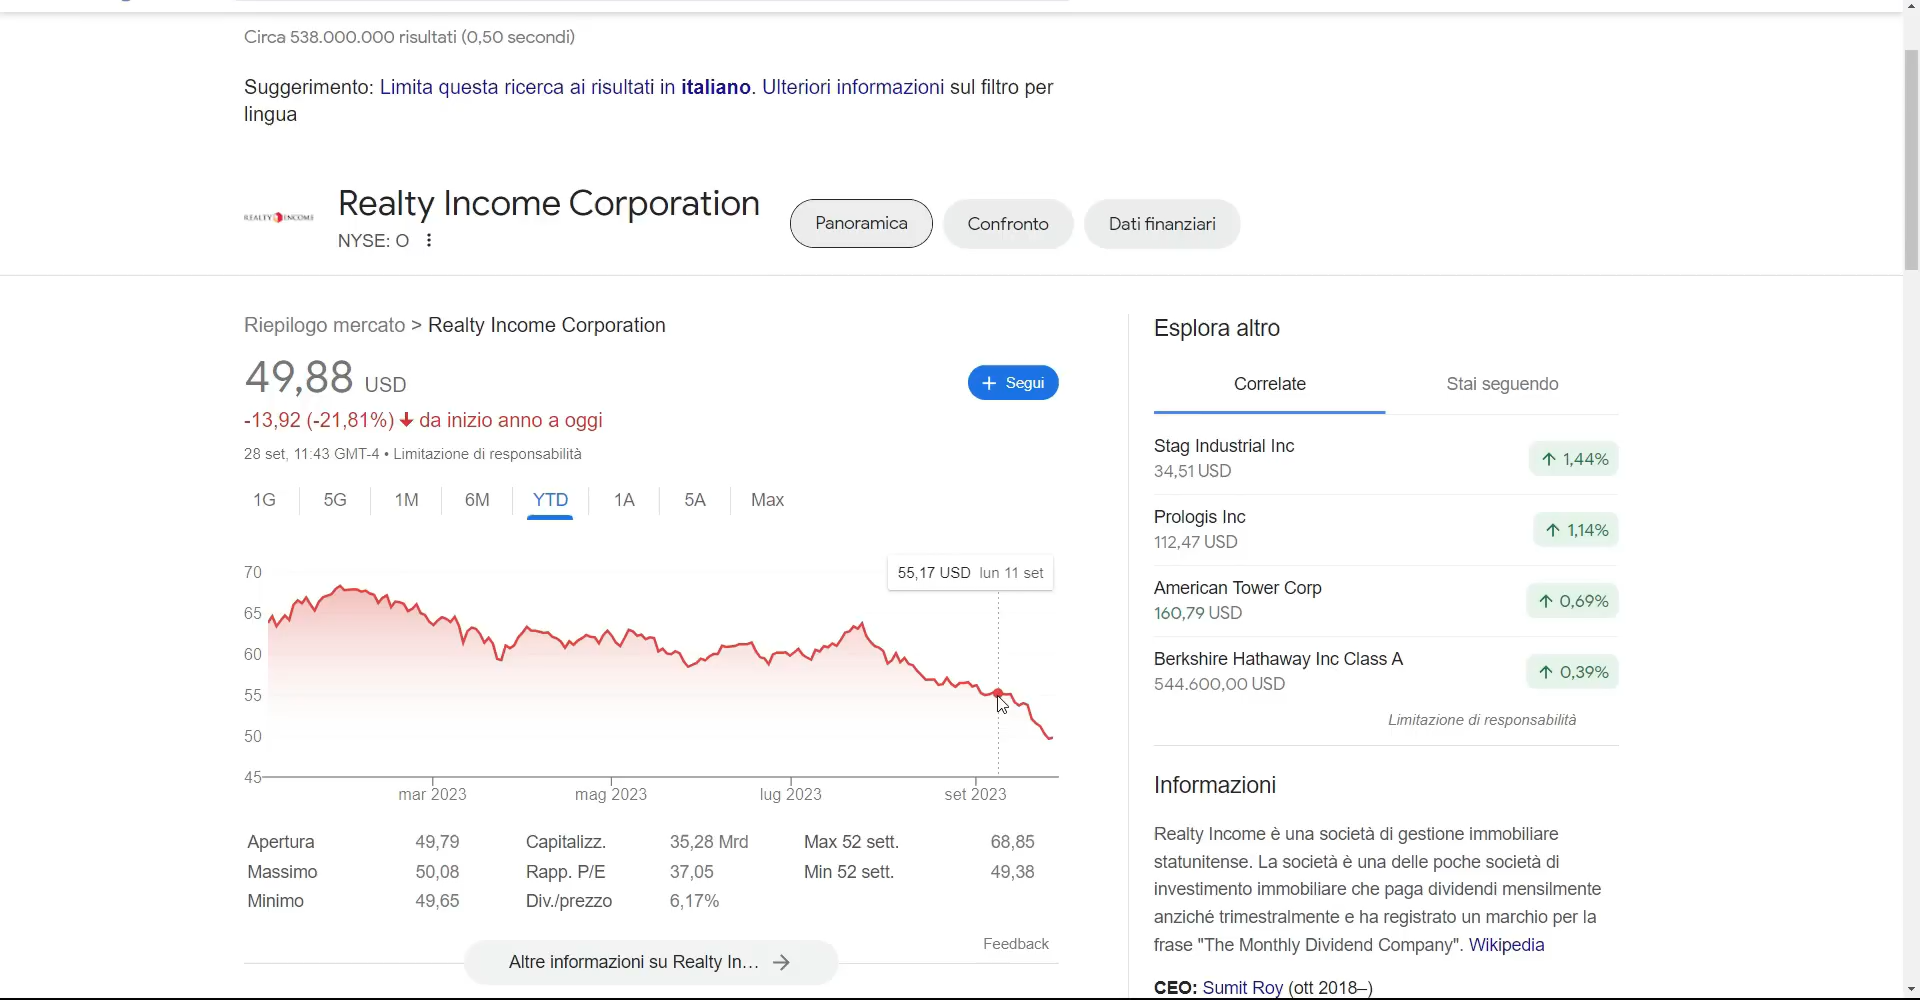 Circa 538.000.000 risultati (0,50 secondi)
Suggerimento: Limita questa ricerca ai risultati in italiano. Ulteriori informazioni sul filtro per
lingua
REALTY INCOME
Realty Income Corporation
NYSE: O
Panoramica
Confronto
Dati finanziari
Riepilogo mercato > Realty Income Corporation
49,88 USD
+ Segui
-13,92 (-21,81%) da inizio anno a oggi
28 set, 11:43 GMT-4 • Limitazione di responsabilità
1G 5G 1M 6M YTD 1A 5A Max
55,17 USD lun 11 set
70
65
60
55
50
45
mar 2023 mag 2023 lug 2023 set 2023
Apertura 49,79 Capitalizz. 35,28 Mrd Max 52 sett. 68,85
Massimo 50,08 Rapp. P/E 37,05 Min 52 sett. 49,38
Minimo 49,65 Div./prezzo 6,17%
Feedback
Altre informazioni su Realty In… →
Esplora altro
Correlate Stai seguendo
Stag Industrial Inc
34,51 USD
↑ 1,44%
Prologis Inc
112,47 USD
↑ 1,14%
American Tower Corp
160,79 USD
↑ 0,69%
Berkshire Hathaway Inc Class A
544.600,00 USD
↑ 0,39%
Limitazione di responsabilità
Informazioni
Realty Income è una società di gestione immobiliare
statunitense. La società è una delle poche società di
investimento immobiliare che paga dividendi mensilmente
anziché trimestralmente e ha registrato un marchio per la
frase "The Monthly Dividend Company". Wikipedia
CEO: Sumit Roy (ott 2018–)